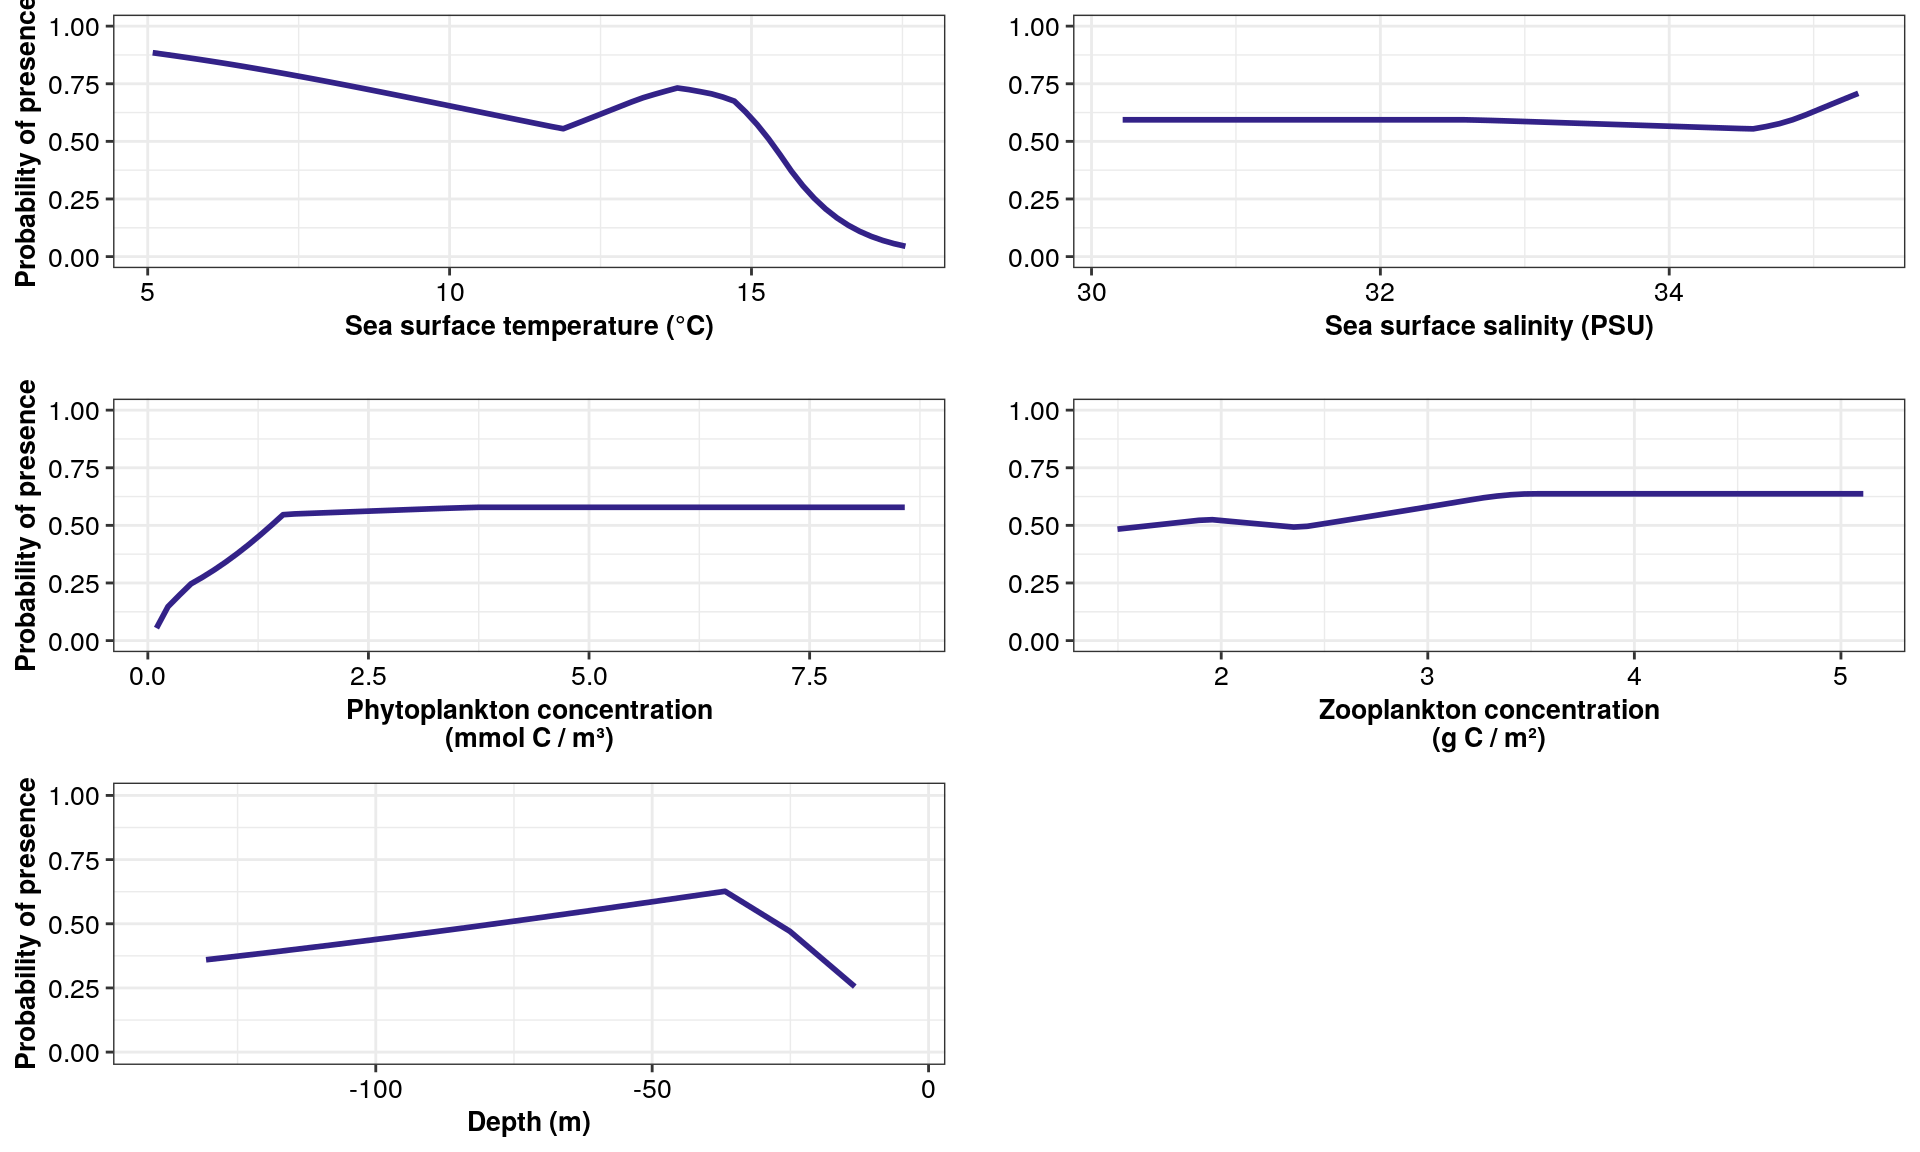 Probability of presence
1.00
0.75
0.50
0.25
0.00
5 10 15
Sea surface temperature (°C)
1.00
0.75
0.50
0.25
0.00
30 32 34
Sea surface salinity (PSU)
Probability of presence
1.00
0.75
0.50
0.25
0.00
0.0 2.5 5.0 7.5
Phytoplankton concentration
(mmol C / m³)
1.00
0.75
0.50
0.25
0.00
2 3 4 5
Zooplankton concentration
(g C / m²)
Probability of presence
1.00
0.75
0.50
0.25
0.00
-100 -50 0
Depth (m)